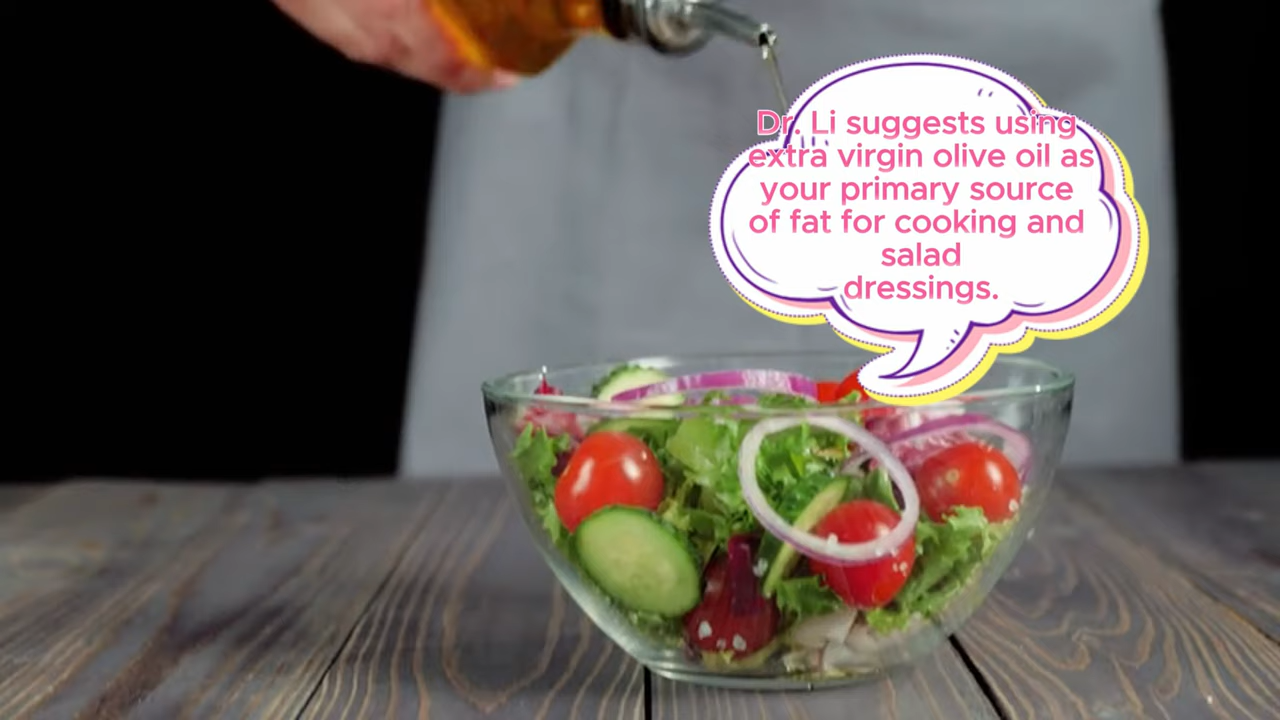 Dr. Li suggests using
extra virgin olive oil as
your primary source
of fat for cooking and
salad
dressings.